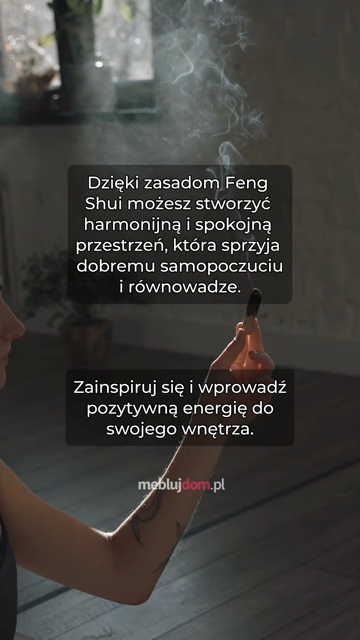 Dzięki zasadom Feng
Shui możesz stworzyć
harmonijną i spokojną
przestrzeń, która sprzyja
dobremu samopoczuciu
i równowadze.
Zainspiruj się i wprowadź
pozytywną energię do
swojego wnętrza.
meblujdom.pl